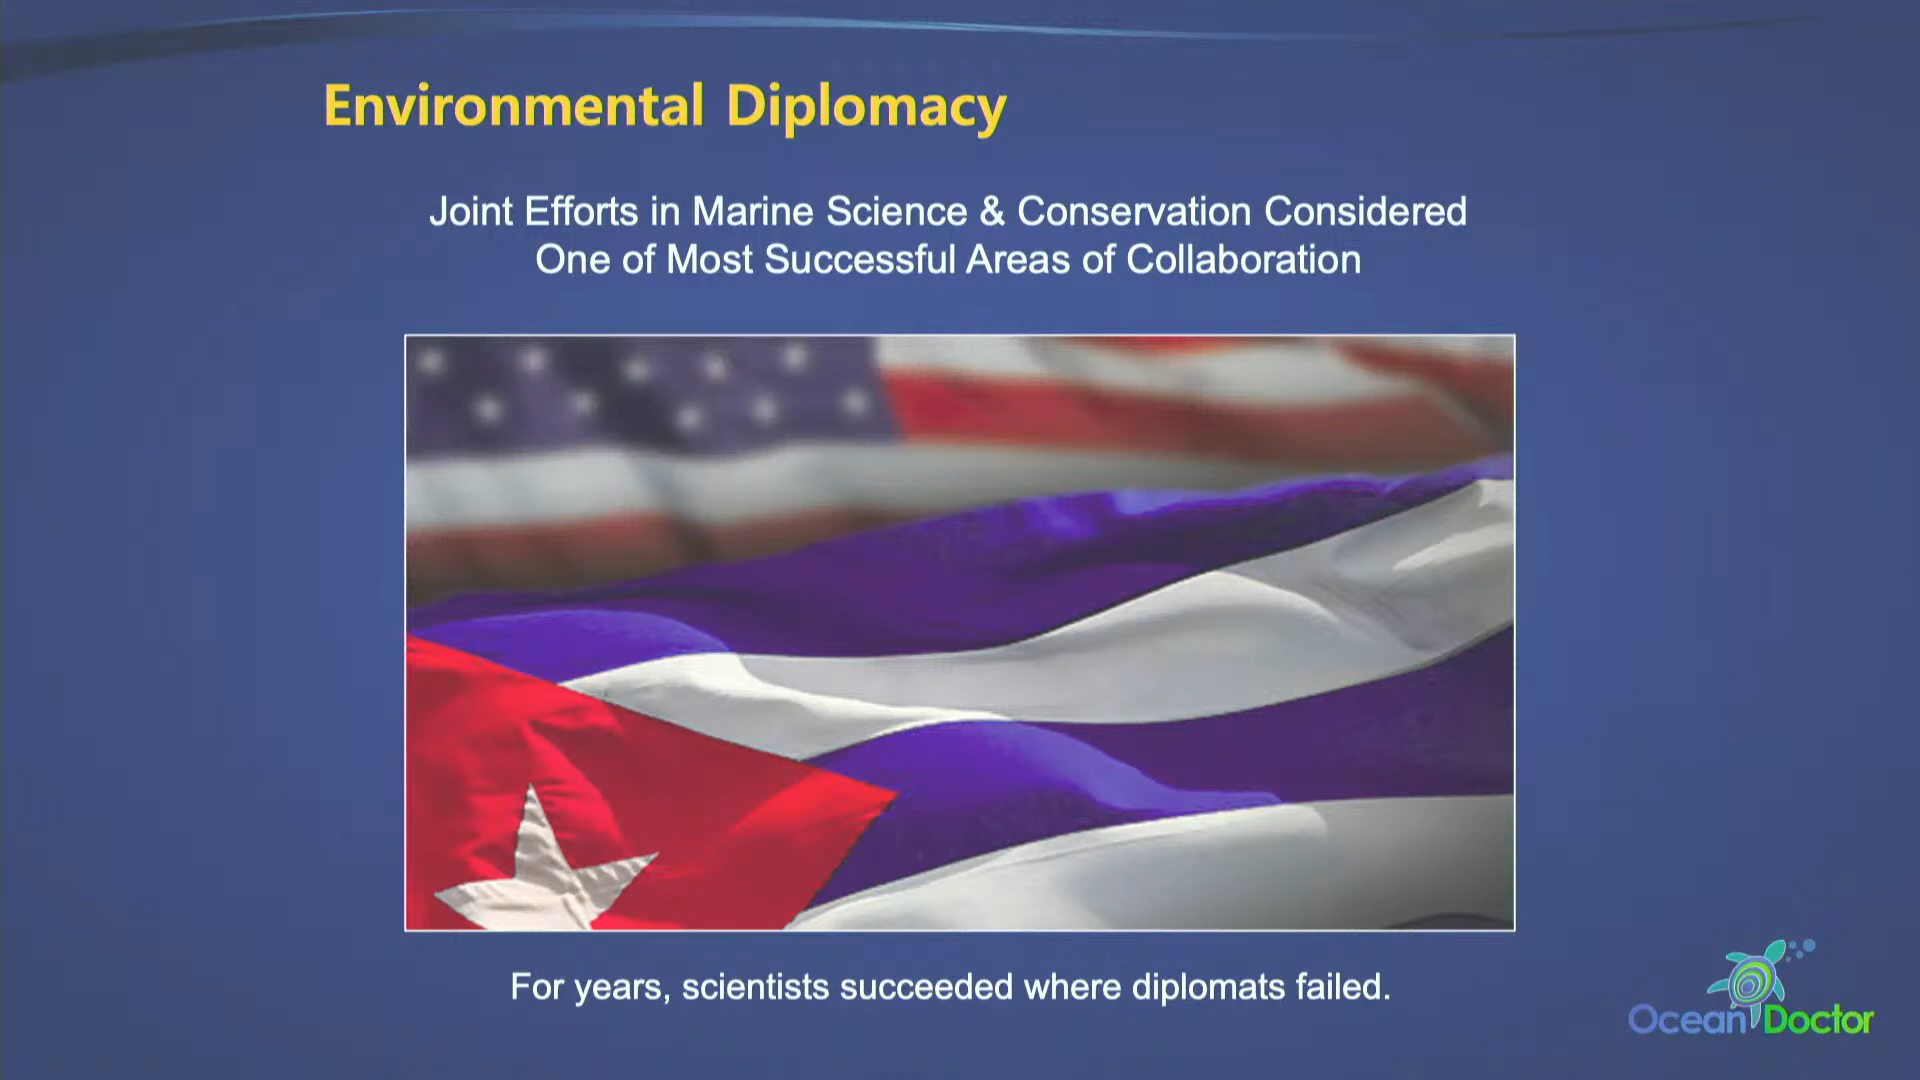 Environmental Diplomacy
Joint Efforts in Marine Science & Conservation Considered
One of Most Successful Areas of Collaboration
For years, scientists succeeded where diplomats failed.
Ocean Doctor